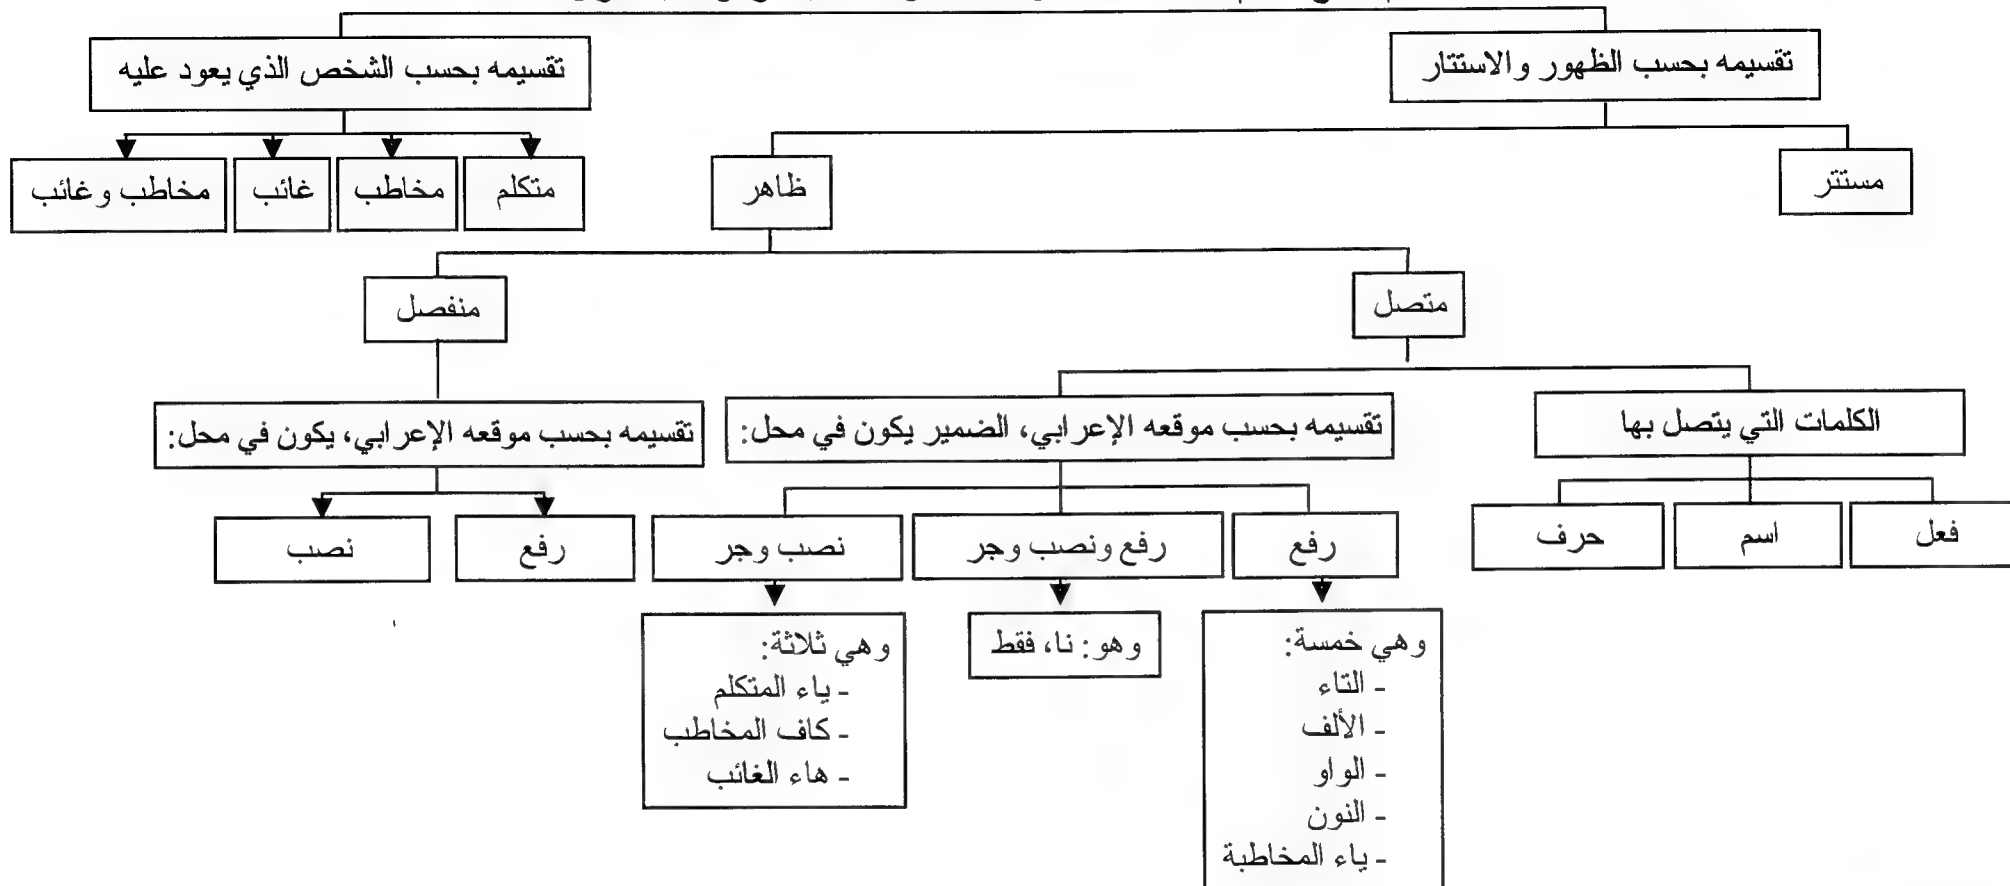 تقسيمه بحسب الظهور والاستتار
تقسيمه بحسب الشخص الذي يعود عليه
مستتر
ظاهر
متكلم
مخاطب
غائب
مخاطب وغائب
متصل
منفصل
الكلمات التي يتصل بها
تقسيمه بحسب موقعه الإعرابي، الضمير يكون في محل:
تقسيمه بحسب موقعه الإعرابي، يكون في محل:
فعل
اسم
حرف
رفع
رفع ونصب وجر
نصب وجر
رفع
نصب
وهي خمسة:
- التاء
- الألف
- الواو
- النون
- ياء المخاطبة
وهو: نا، فقط
وهي ثلاثة:
- ياء المتكلم
- كاف المخاطب
- هاء الغائب